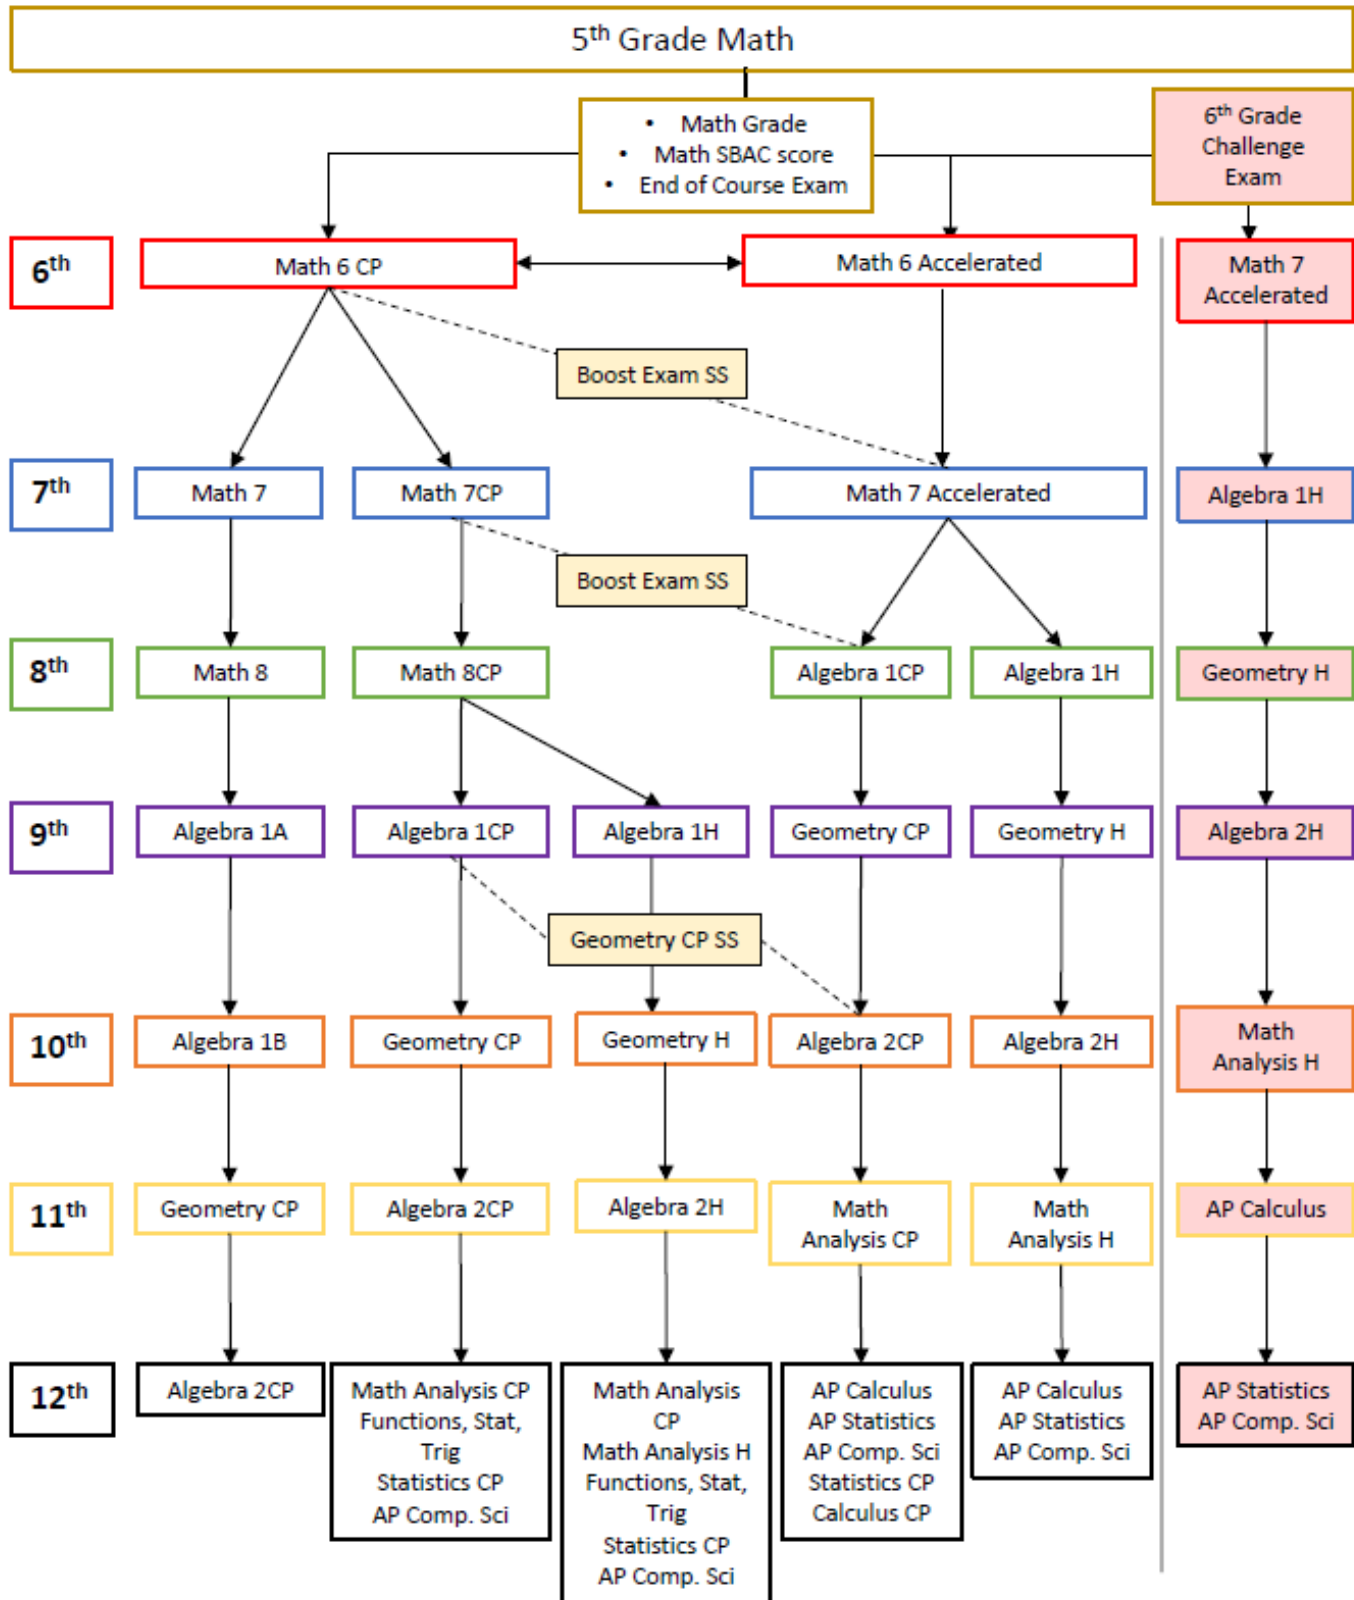 5th Grade Math
• Math Grade
• Math SBAC score
• End of Course Exam
6th Grade
Challenge
Exam
6th
Math 6 CP
Math 6 Accelerated
Math 7
Accelerated
Boost Exam SS
7th
Math 7
Math 7CP
Math 7 Accelerated
Algebra 1H
Boost Exam SS
8th
Math 8
Math 8CP
Algebra 1CP
Algebra 1H
Geometry H
9th
Algebra 1A
Algebra 1CP
Algebra 1H
Geometry CP
Geometry H
Algebra 2H
Geometry CP SS
10th
Algebra 1B
Geometry CP
Geometry H
Algebra 2CP
Algebra 2H
Math
Analysis H
11th
Geometry CP
Algebra 2CP
Algebra 2H
Math
Analysis CP
Math
Analysis H
AP Calculus
12th
Algebra 2CP
Math Analysis CP
Functions, Stat,
Trig
Statistics CP
AP Comp. Sci
Math Analysis
CP
Math Analysis H
Functions, Stat,
Trig
Statistics CP
AP Comp. Sci
AP Calculus
AP Statistics
AP Comp. Sci
Statistics CP
Calculus CP
AP Calculus
AP Statistics
AP Comp. Sci
AP Statistics
AP Comp. Sci